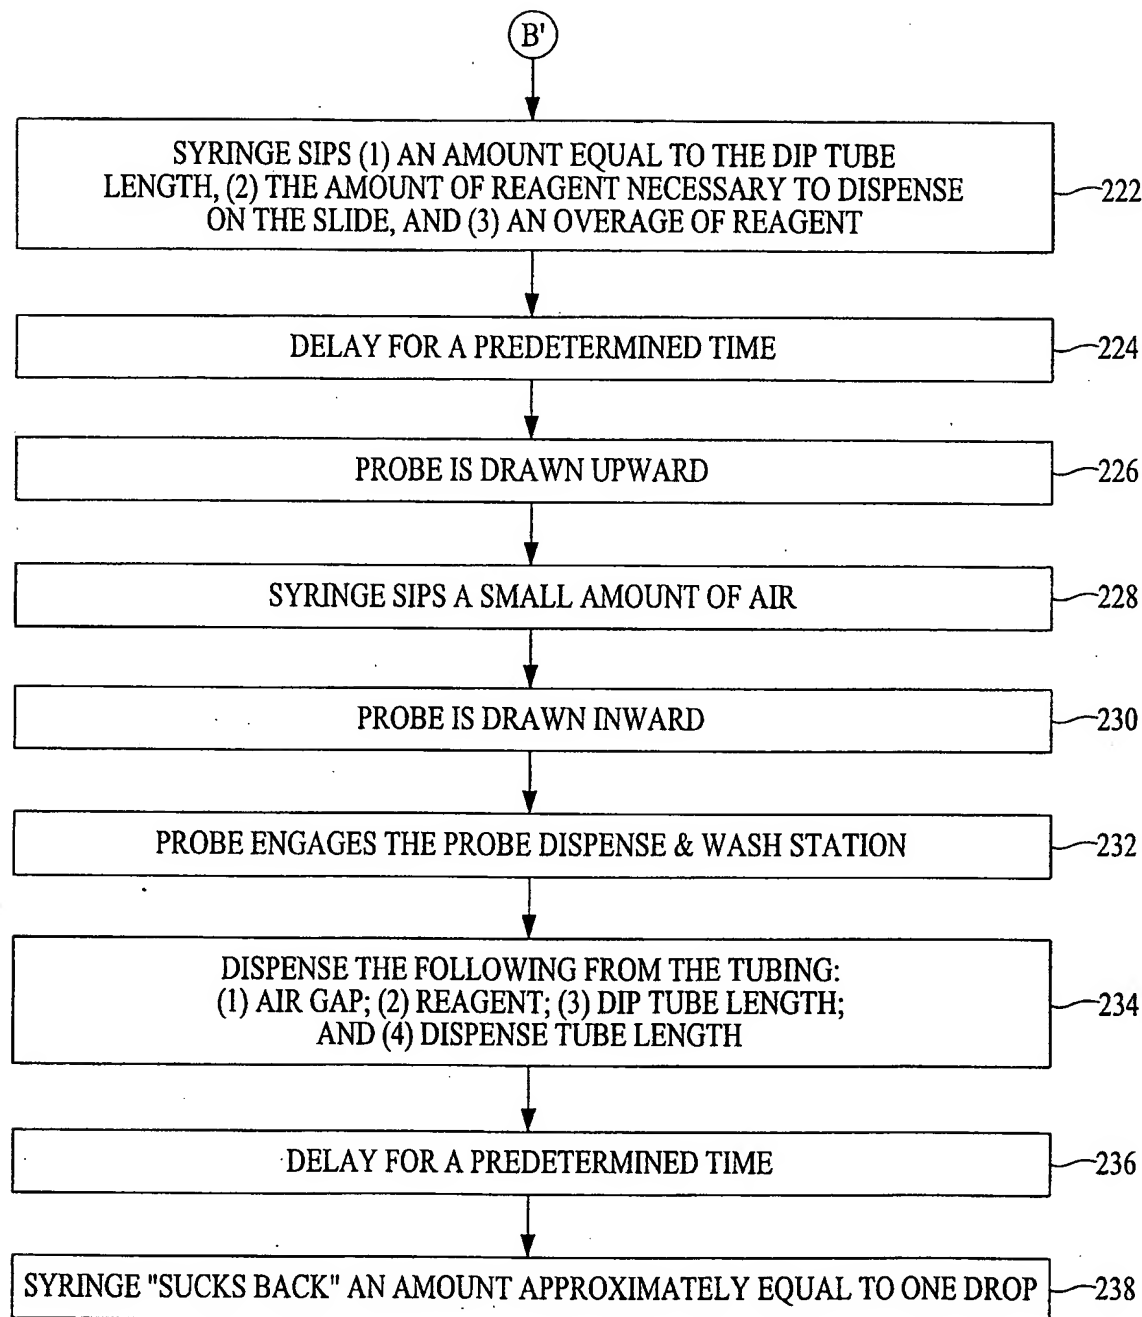 B'
SYRINGE SIPS (1) AN AMOUNT EQUAL TO THE DIP TUBE
LENGTH, (2) THE AMOUNT OF REAGENT NECESSARY TO DISPENSE
ON THE SLIDE, AND (3) AN OVERAGE OF REAGENT
222
DELAY FOR A PREDETERMINED TIME
224
PROBE IS DRAWN UPWARD
226
SYRINGE SIPS A SMALL AMOUNT OF AIR
228
PROBE IS DRAWN INWARD
230
PROBE ENGAGES THE PROBE DISPENSE & WASH STATION
232
DISPENSE THE FOLLOWING FROM THE TUBING:
(1) AIR GAP; (2) REAGENT; (3) DIP TUBE LENGTH;
AND (4) DISPENSE TUBE LENGTH
234
DELAY FOR A PREDETERMINED TIME
236
SYRINGE "SUCKS BACK" AN AMOUNT APPROXIMATELY EQUAL TO ONE DROP
238